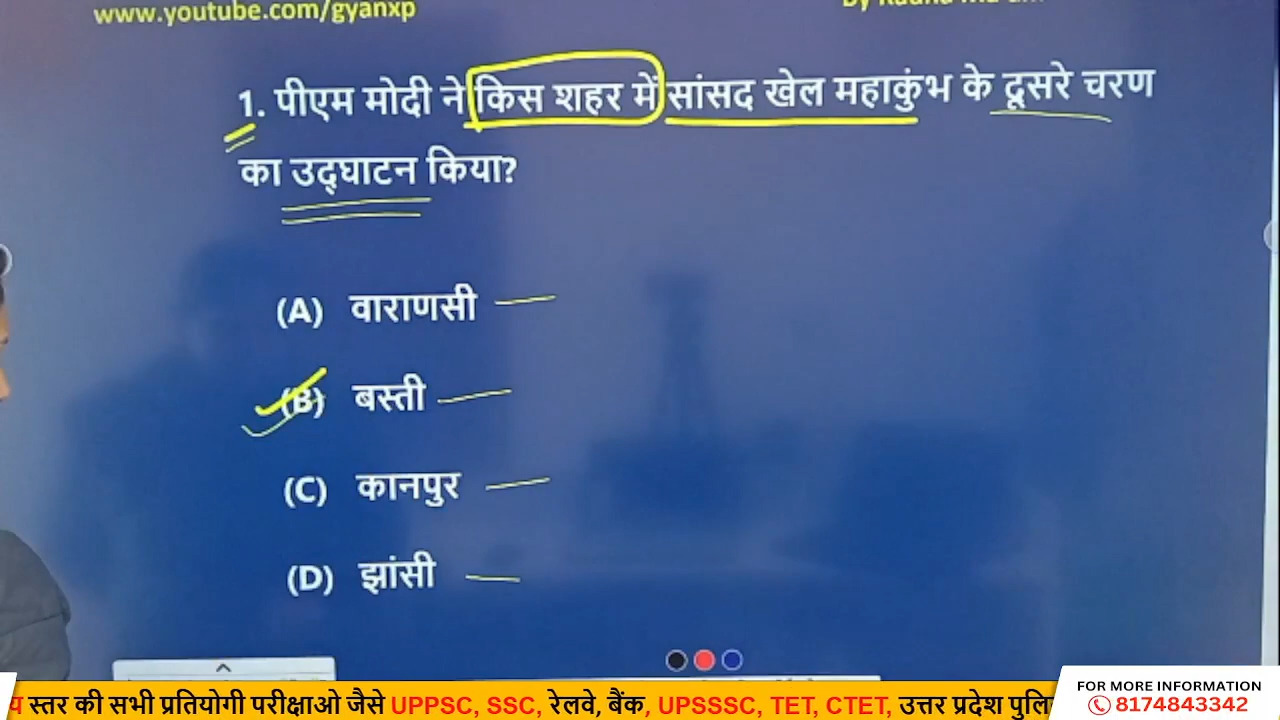 www.youtube.com/gyanxp
1. पीएम मोदी ने किस शहर में सांसद खेल महाकुंभ के दूसरे चरण
का उद्घाटन किया?
(A) वाराणसी
(B) बस्ती
(C) कानपुर
(D) झांसी
स्तर की सभी प्रतियोगी परीक्षाओ जैसे UPPSC, SSC, रेलवे, बैंक, UPSSSC, TET, CTET, उत्तर प्रदेश
FOR MORE INFORMATION
8174843342